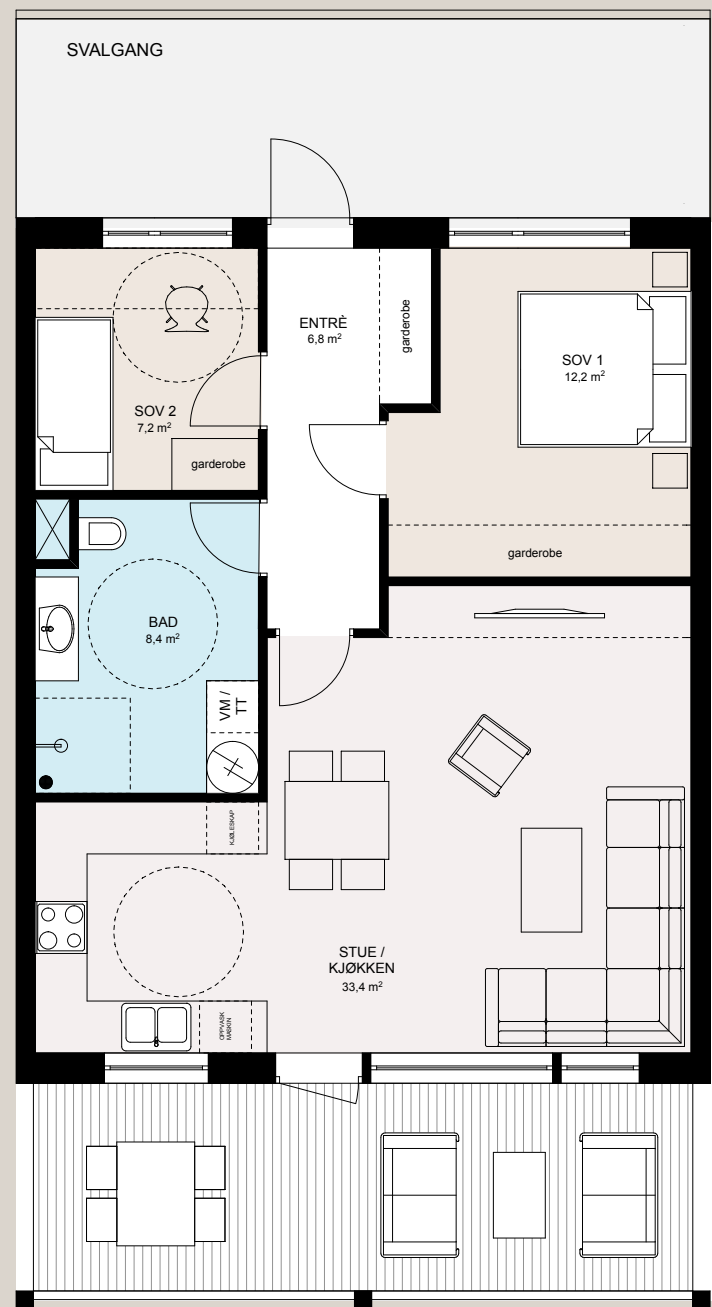 SVALGANG
ENTRÈ
6,8 m²
garderobe
SOV 1
12,2 m²
SOV 2
7,2 m²
garderobe
garderobe
BAD
8,4 m²
VM /
TT
KJØLESKAP
STUE /
KJØKKEN
33,4 m²
OPPVASK
MASKIN